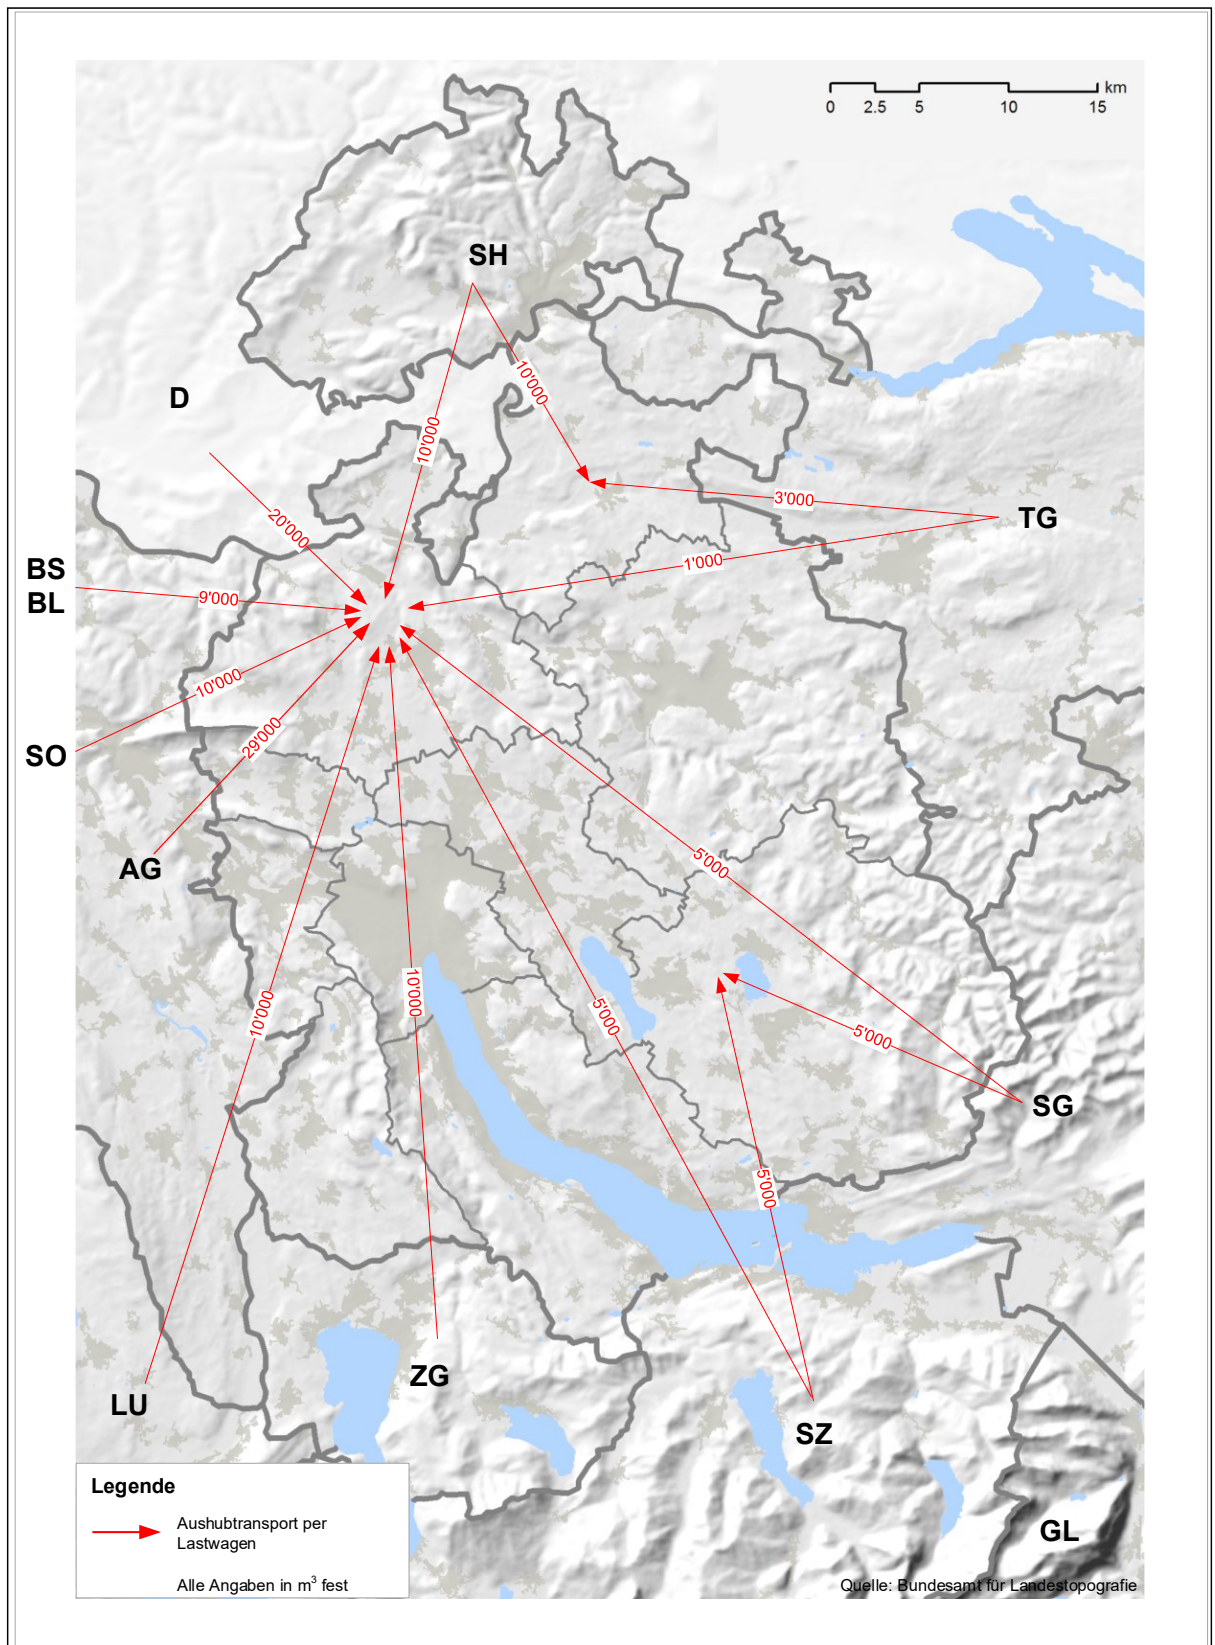 km
0 2.5 5 10 15
SH
D
10'000
10'000
20'000
3'000
TG
1'000
BS
BL
9'000
10'000
SO
29'000
AG
5'000
10'000
10'000
5'000
5'000
SG
5'000
ZG
LU
SZ
GL
Legende
Aushubtransport per
Lastwagen
Alle Angaben in m³ fest
Quelle: Bundesamt für Landestopografie